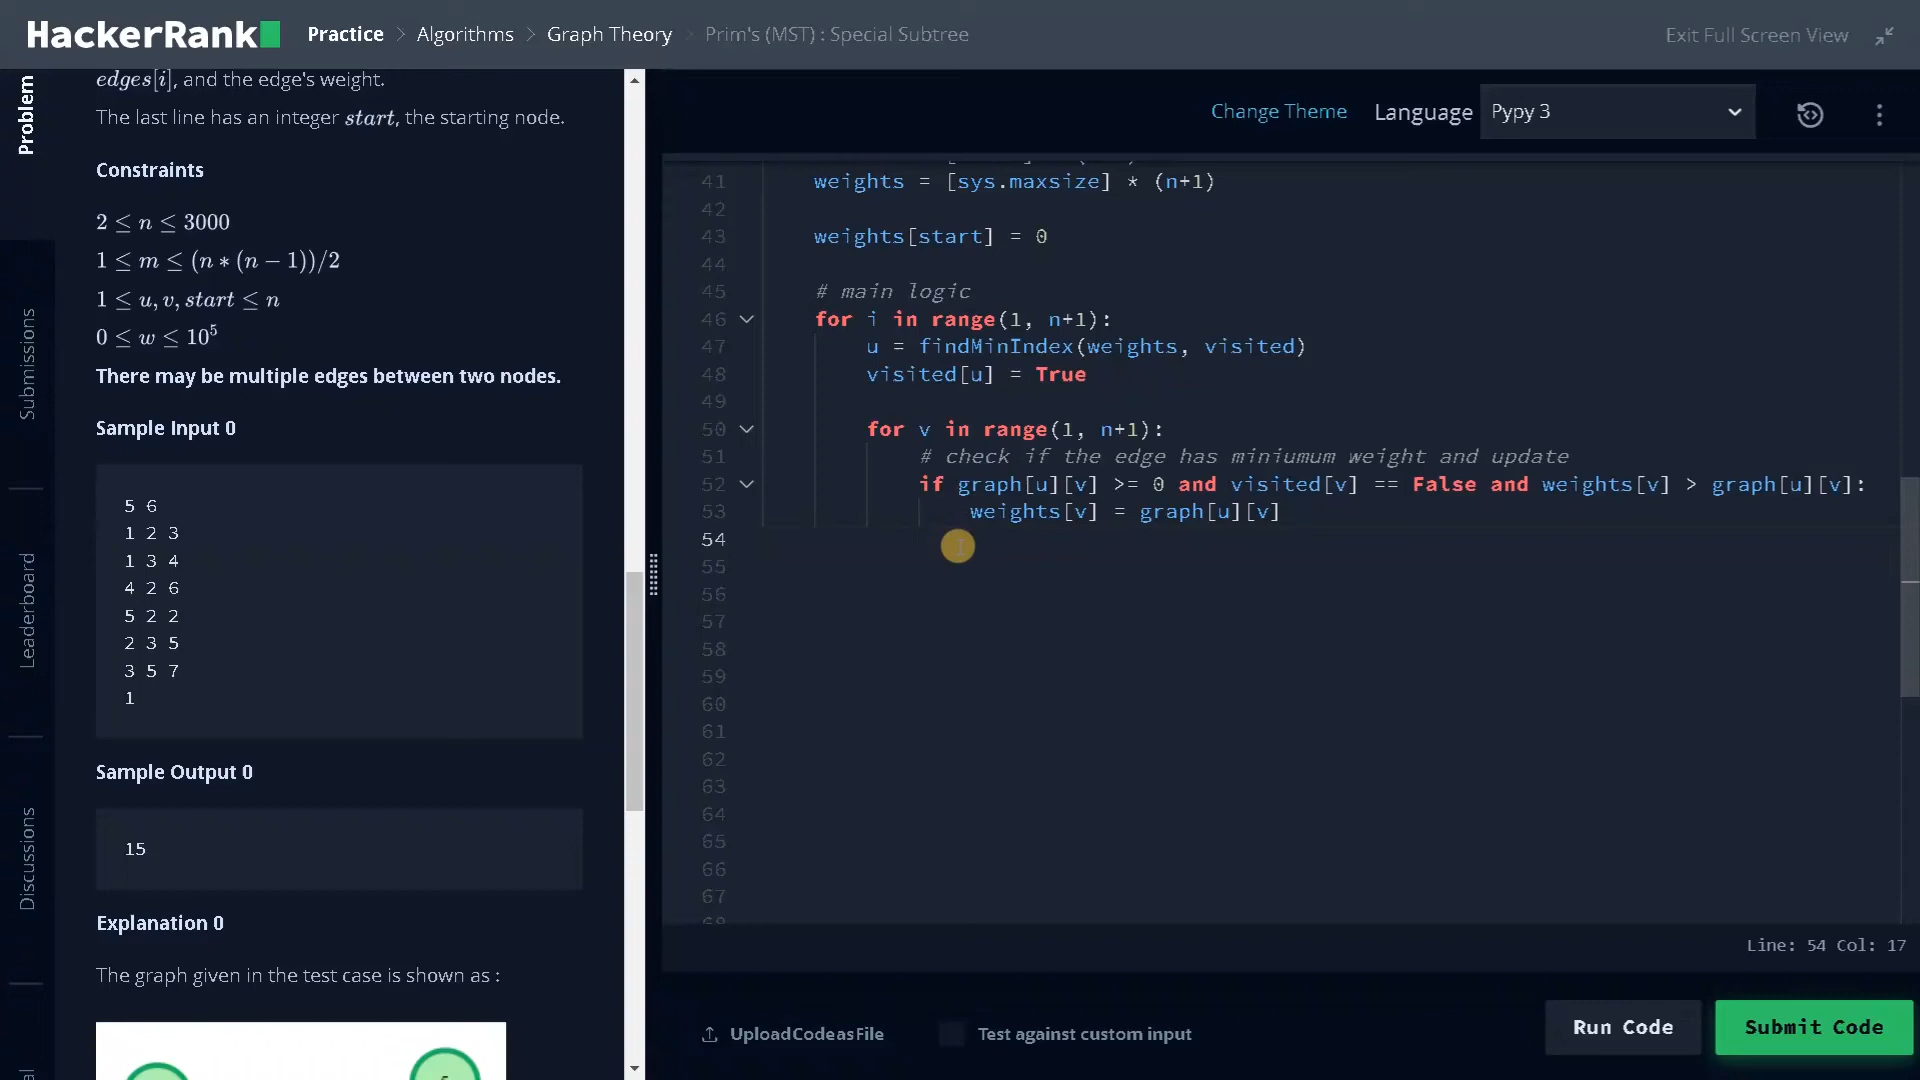 HackerRank
Practice > Algorithms > Graph Theory > Prim's (MST) : Special Subtree
Exit Full Screen View
Problem
Submissions
Leaderboard
Discussions
al
edges[i], and the edge's weight.
The last line has an integer start, the starting node.
Constraints
2 ≤ n ≤ 3000
1 ≤ m ≤ (n * (n − 1))/2
1 ≤ u, v, start ≤ n
0 ≤ w ≤ 10⁵
There may be multiple edges between two nodes.
Sample Input 0
5 6
1 2 3
1 3 4
4 2 6
5 2 2
2 3 5
3 5 7
1
Sample Output 0
15
Explanation 0
The graph given in the test case is shown as :
Change Theme Language Pypy 3
41 weights = [sys.maxsize] * (n+1)
42
43 weights[start] = 0
44
45 # main logic
46 for i in range(1, n+1):
47 u = findMinIndex(weights, visited)
48 visited[u] = True
49
50 for v in range(1, n+1):
51 # check if the edge has miniumum weight and update
52 if graph[u][v] >= 0 and visited[v] == False and weights[v] > graph[u][v]:
53 weights[v] = graph[u][v]
54
55
56
57
58
59
60
61
62
63
64
65
66
67
68
Line: 54 Col: 17
Upload Code as File
Test against custom input
Run Code
Submit Code